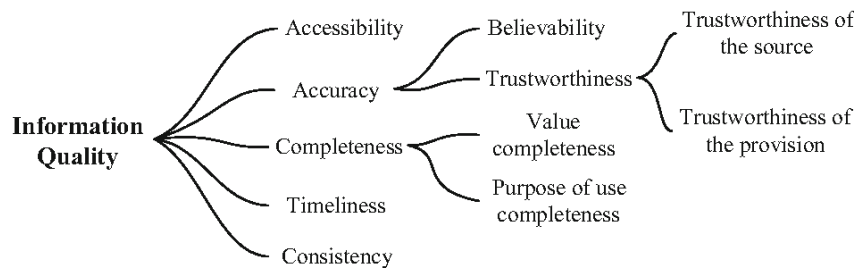 Information
Quality
Accessibility
Accuracy
Completeness
Timeliness
Consistency
Believability
Trustworthiness
Value
completeness
Purpose of use
completeness
Trustworthiness of
the source
Trustworthiness of
the provision